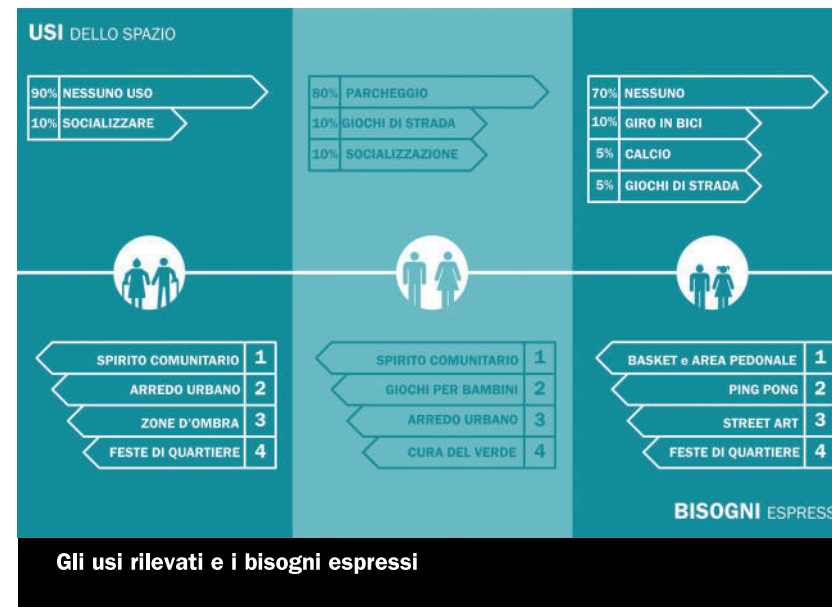 USI DELLO SPAZIO
90% NESSUNO USO
10% SOCIALIZZARE
80% PARCHEGGIO
10% GIOCHI DI STRADA
10% SOCIALIZZAZIONE
70% NESSUNO
10% GIRO IN BICI
5% CALCIO
5% GIOCHI DI STRADA
SPIRITO COMUNITARIO 1
ARREDO URBANO 2
ZONE D'OMBRA 3
FESTE DI QUARTIERE 4
SPIRITO COMUNITARIO 1
GIOCHI PER BAMBINI 2
ARREDO URBANO 3
CURA DEL VERDE 4
BASKET e AREA PEDONALE 1
PING PONG 2
STREET ART 3
FESTE DI QUARTIERE 4
BISOGNI ESPRESS
Gli usi rilevati e i bisogni espressi